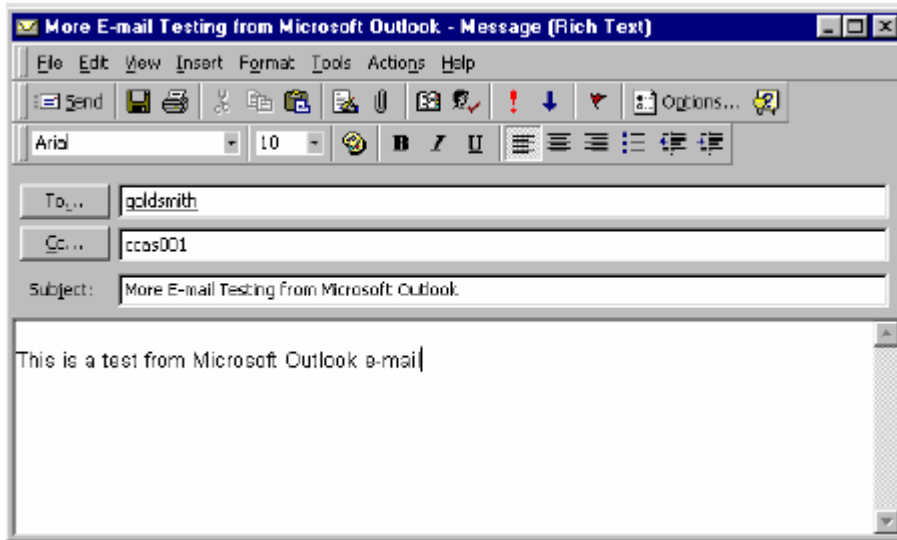 More E-mail Testing from Microsoft Outlook - Message (Rich Text)
File Edit View Insert Format Tools Actions Help
Send Options...
Arial 10 B I U
To... goldsmith
Cc... ccas001
Subject: More E-mail Testing from Microsoft Outlook
This is a test from Microsoft Outlook e-mail